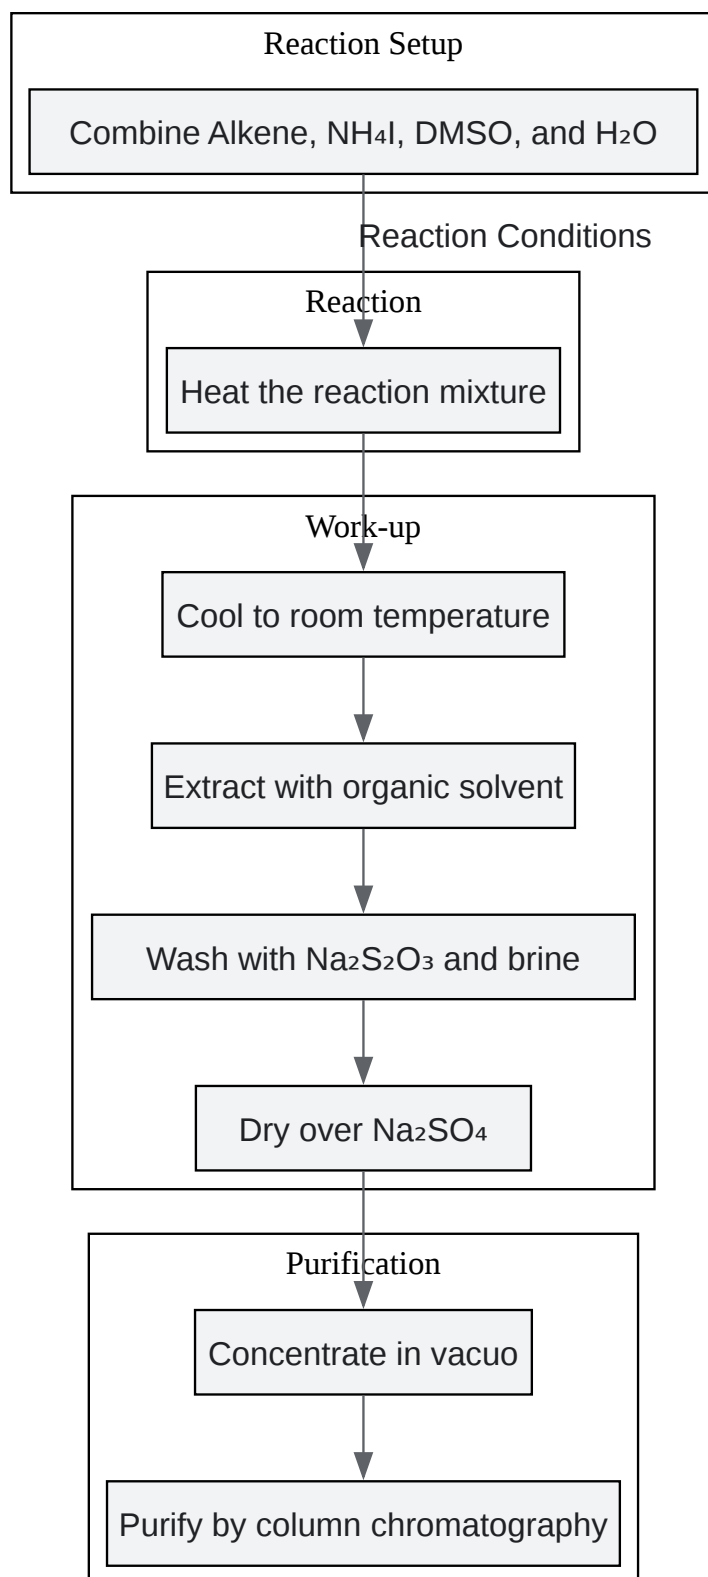 Reaction Setup
Combine Alkene, NH₄I, DMSO, and H₂O
Reaction Conditions
Reaction
Heat the reaction mixture
Work-up
Cool to room temperature
Extract with organic solvent
Wash with Na₂S₂O₃ and brine
Dry over Na₂SO₄
Purification
Concentrate in vacuo
Purify by column chromatography